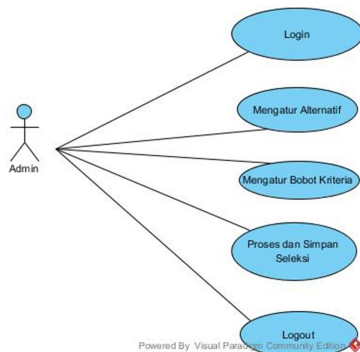 Login
Mengatur Alternatif
Admin
Mengatur Bobot Kriteria
Proses dan Simpan
Seleksi
Logout
Powered By Visual Paradigm Community Edition